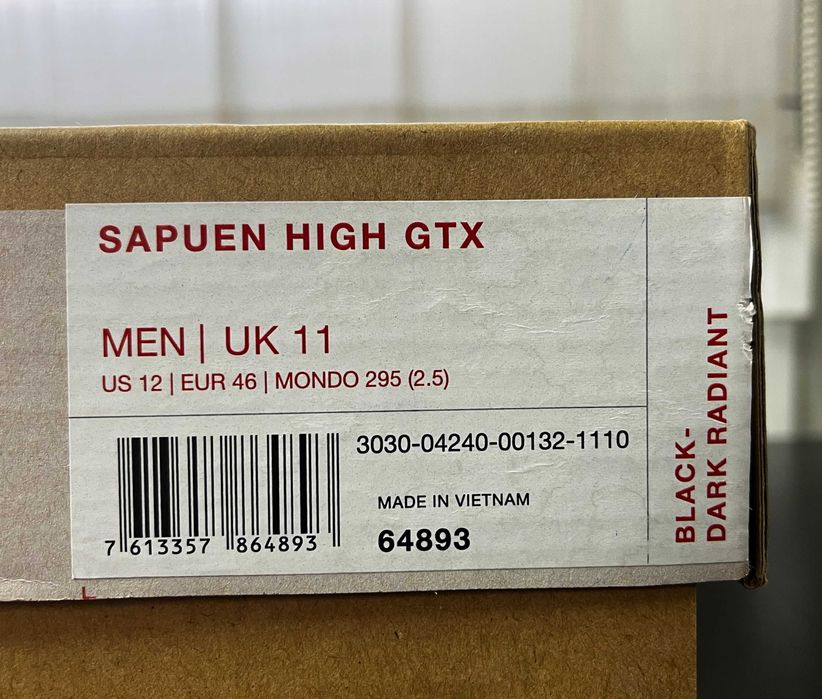 SAPUEN HIGH GTX
MEN | UK 11
US 12 | EUR 46 | MONDO 295 (2.5)
3030-04240-00132-1110
MADE IN VIETNAM
64893
7 613357 864893
BLACK-
DARK RADIANT